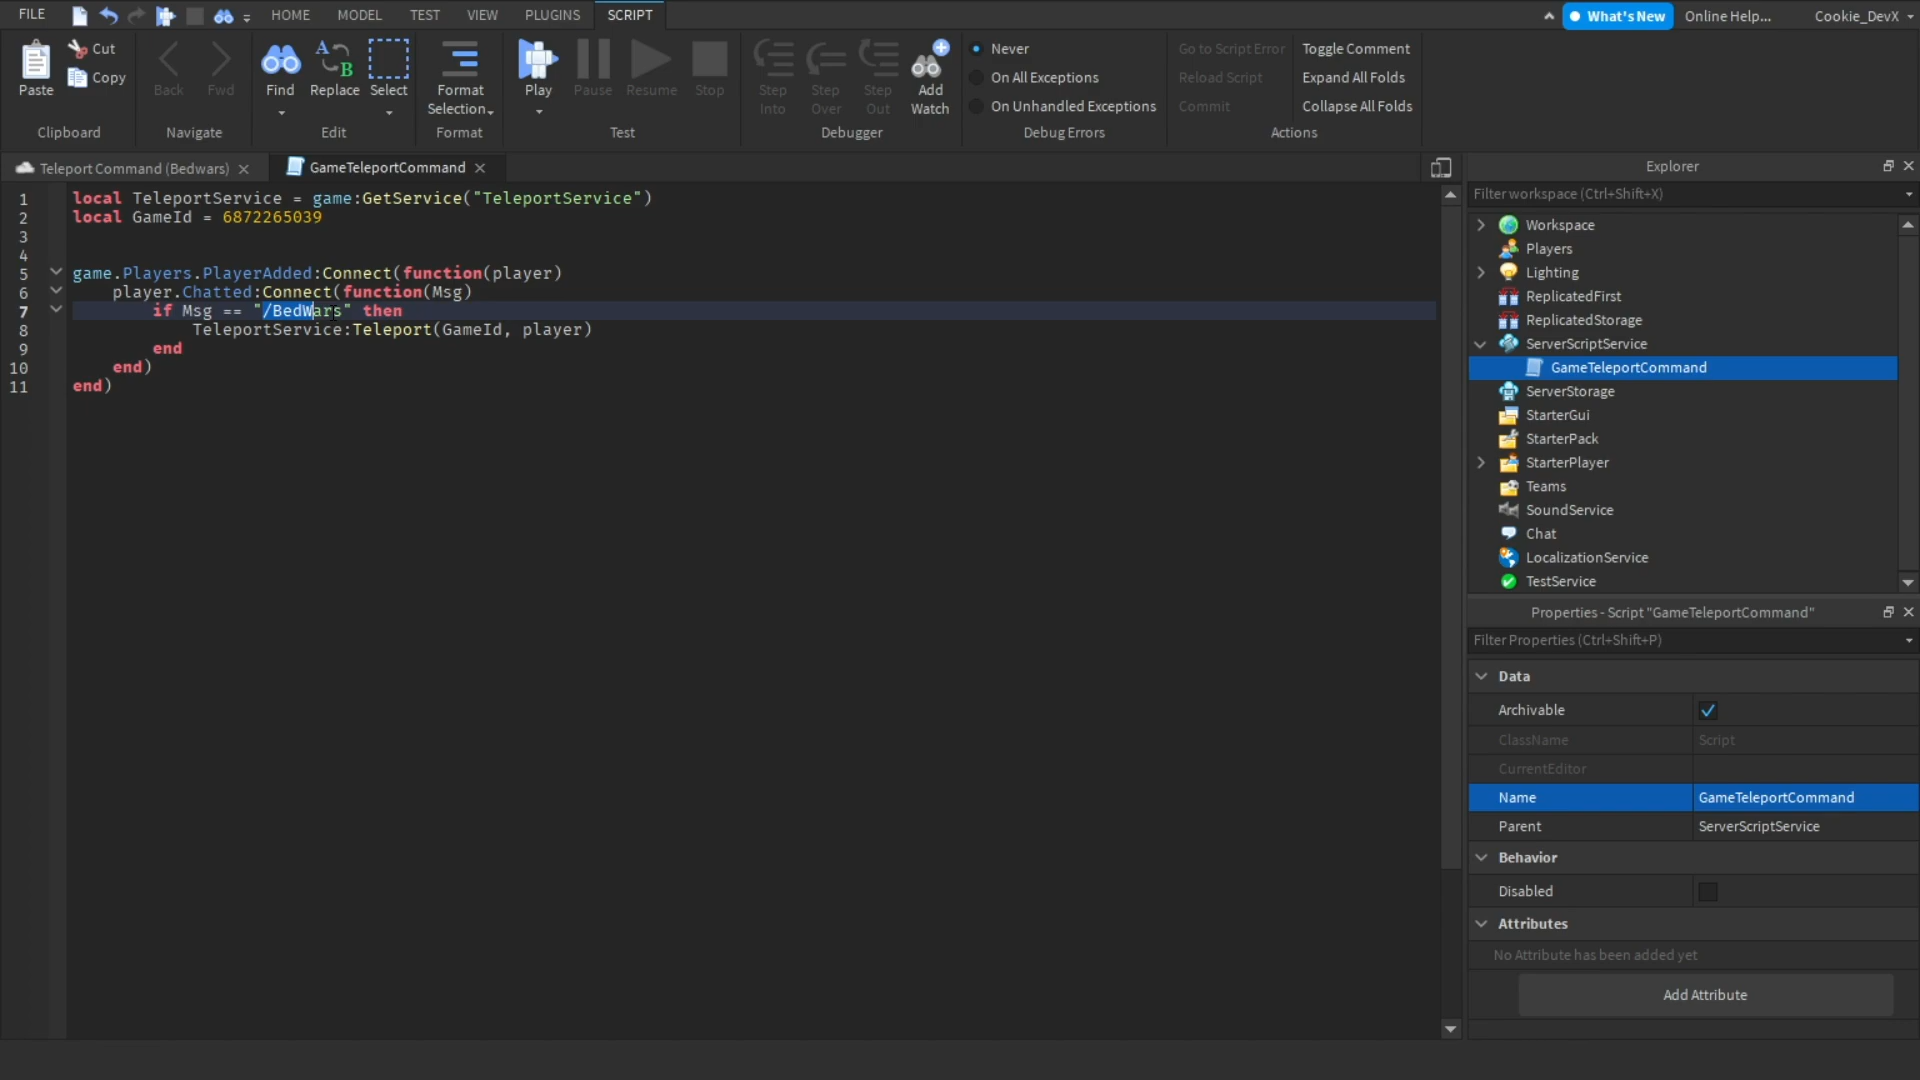 FILE HOME MODEL TEST VIEW PLUGINS SCRIPT What's New Online Help... Cookie_DevX
Paste Cut Copy Back Fwd Find Replace Select Format Selection Play Pause Resume Stop Step Into Step Over Step Out Add Watch
Never
On All Exceptions
On Unhandled Exceptions
Go to Script Error
Reload Script
Commit
Toggle Comment
Expand All Folds
Collapse All Folds
Clipboard Navigate Edit Format Test Debugger Debug Errors Actions
Teleport Command (Bedwars) GameTeleportCommand
1 local TeleportService = game:GetService("TeleportService")
2 local GameId = 6872265039
3
4
5 game.Players.PlayerAdded:Connect(function(player)
6 player.Chatted:Connect(function(Msg)
7 if Msg == "/BedWars" then
8 TeleportService:Teleport(GameId, player)
9 end
10 end)
11 end)
Explorer
Filter workspace (Ctrl+Shift+X)
Workspace
Players
Lighting
ReplicatedFirst
ReplicatedStorage
ServerScriptService
GameTeleportCommand
ServerStorage
StarterGui
StarterPack
StarterPlayer
Teams
SoundService
Chat
LocalizationService
TestService
Properties - Script "GameTeleportCommand"
Filter Properties (Ctrl+Shift+P)
Data
Archivable
ClassName Script
CurrentEditor
Name GameTeleportCommand
Parent ServerScriptService
Behavior
Disabled
Attributes
No Attribute has been added yet
Add Attribute